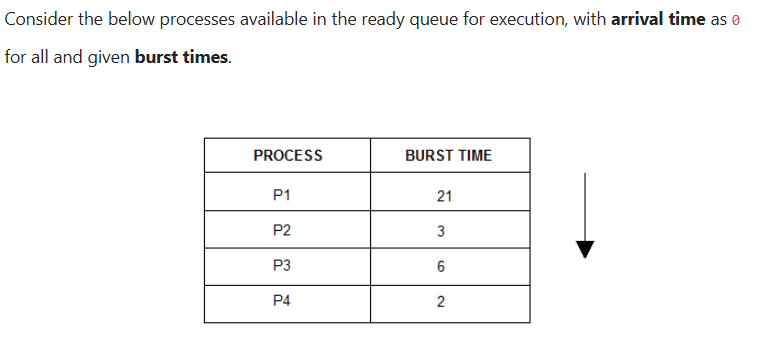 Consider the below processes available in the ready queue for execution, with arrival time as 0
for all and given burst times.
PROCESS BURST TIME
P1 21
P2 3
P3 6
P4 2